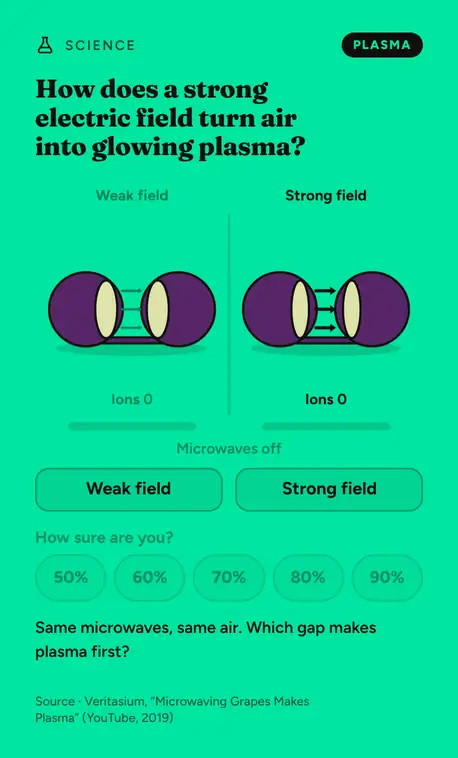 SCIENCE
PLASMA
How does a strong
electric field turn air
into glowing plasma?
Weak field
Strong field
Ions 0
Ions 0
Microwaves off
Weak field
Strong field
How sure are you?
50%
60%
70%
80%
90%
Same microwaves, same air. Which gap makes
plasma first?
Source · Veritasium, “Microwaving Grapes Makes
Plasma” (YouTube, 2019)